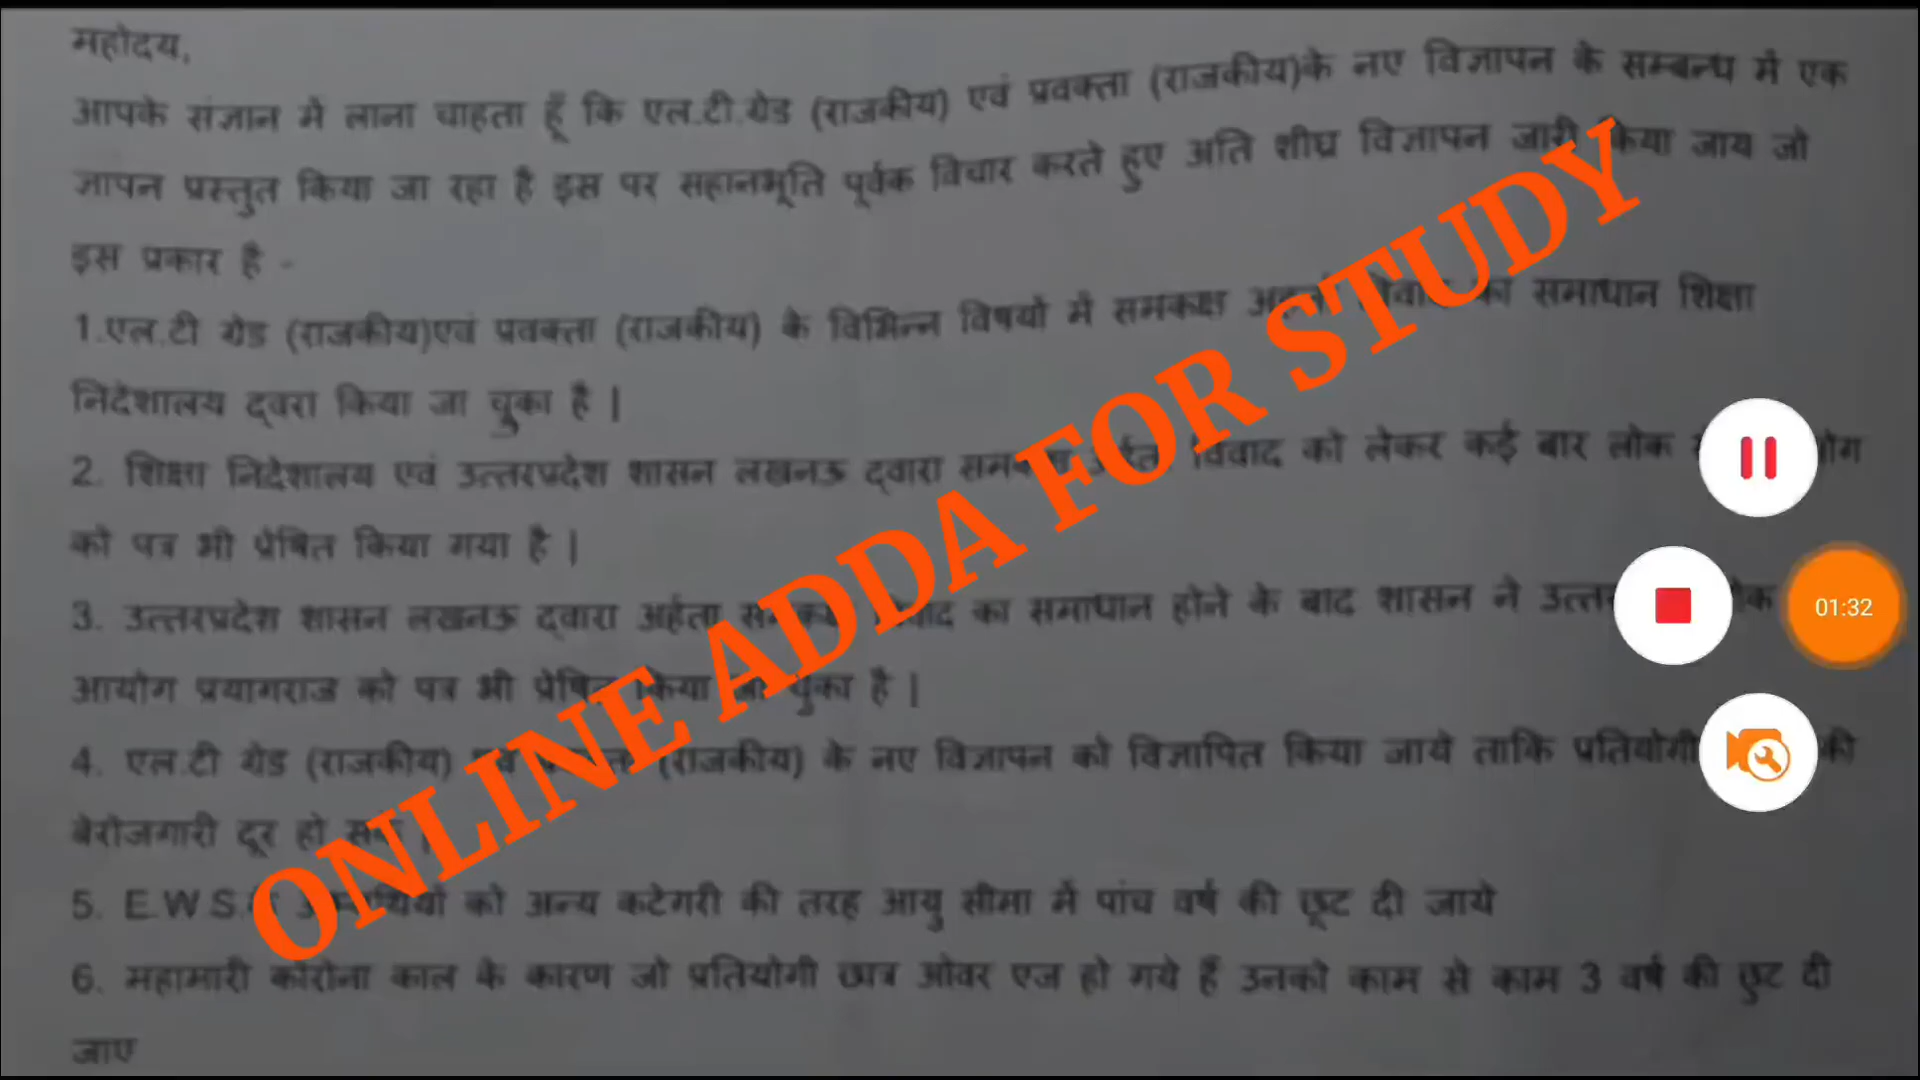 महोदय,
आपके संज्ञान में लाना चाहता हूँ कि एल.टी.ग्रेड (राजकीय) एवं प्रवक्ता (राजकीय)के नए विज्ञापन के सम्बन्ध में एक
ज्ञापन प्रस्तुत किया जा रहा है इस पर सहानभूति पूर्वक विचार करते हुए अति शीघ्र विज्ञापन जारी किया जाय जो
इस प्रकार है -
1.एल.टी ग्रेड (राजकीय)एवं प्रवक्ता (राजकीय) के विभिन्न विषयो में समकक्ष का समाधान शिक्षा
निदेशालय द्वरा किया जा चुका है |
2. शिक्षा निदेशालय एवं उत्तरप्रदेश शासन लखनऊ द्वारा विवाद को लेकर कई बार लोक
को पत्र भी प्रेषित किया गया है |
3. उत्तरप्रदेश शासन लखनऊ द्वारा अर्हता का समाधान होने के बाद शासन ने
आयोग प्रयागराज को पत्र भी प्रेषित किया जा चुका है |
4. एल.टी ग्रेड (राजकीय) (राजकीय) के नए विज्ञापन को विज्ञापित किया जाये ताकि प्रतियोगी की
बेरोजगारी दूर हो सके |
5. E.W.S. को अन्य कटेगरी की तरह आयु सीमा में पांच वर्ष की छूट दी जाये
6. महामारी कोरोना काल के कारण जो प्रतियोगी छात्र ओवर एज हो गये हैं उनको काम से काम 3 वर्ष की छुट दी
जाए
ONLINE ADDA FOR STUDY
01:32